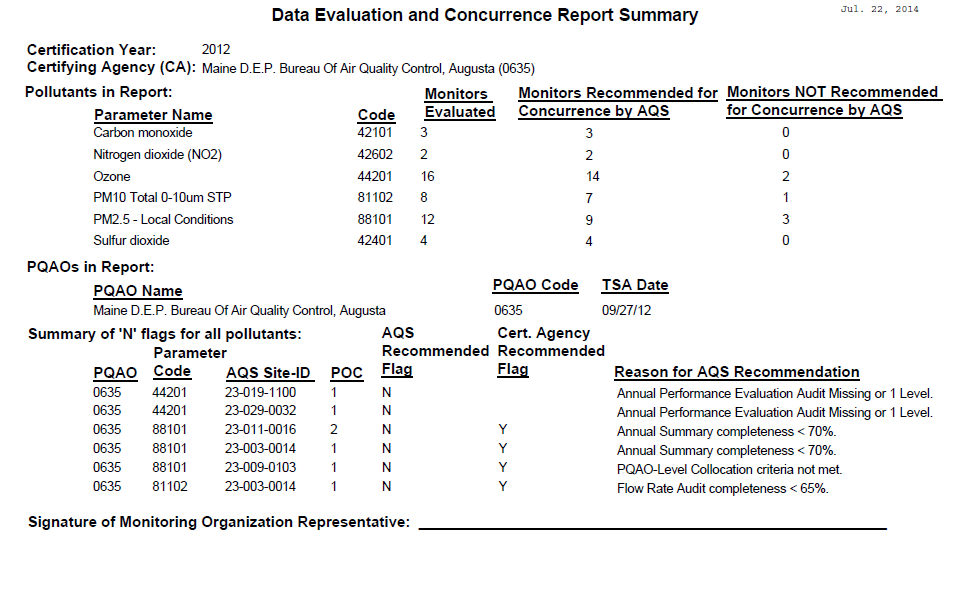 Jul. 22, 2014
Data Evaluation and Concurrence Report Summary
Certification Year: 2012
Certifying Agency (CA): Maine D.E.P. Bureau Of Air Quality Control, Augusta (0635)
Pollutants in Report: Monitors Monitors Recommended for Monitors NOT Recommended
Parameter Name Code Evaluated Concurrence by AQS for Concurrence by AQS
Carbon monoxide 42101 3 3 0
Nitrogen dioxide (NO2) 42602 2 2 0
Ozone 44201 16 14 2
PM10 Total 0-10um STP 81102 8 7 1
PM2.5 - Local Conditions 88101 12 9 3
Sulfur dioxide 42401 4 4 0
PQAOs in Report:
PQAO Name PQAO Code TSA Date
Maine D.E.P. Bureau Of Air Quality Control, Augusta 0635 09/27/12
Summary of 'N' flags for all pollutants: AQS Cert. Agency
Parameter Recommended Recommended
PQAO Code AQS Site-ID POC Flag Flag Reason for AQS Recommendation
0635 44201 23-019-1100 1 N Annual Performance Evaluation Audit Missing or 1 Level.
0635 44201 23-029-0032 1 N Annual Performance Evaluation Audit Missing or 1 Level.
0635 88101 23-011-0016 2 N Y Annual Summary completeness < 70%.
0635 88101 23-003-0014 1 N Y Annual Summary completeness < 70%.
0635 88101 23-009-0103 1 N Y PQAO-Level Collocation criteria not met.
0635 81102 23-003-0014 1 N Y Flow Rate Audit completeness < 65%.
Signature of Monitoring Organization Representative: